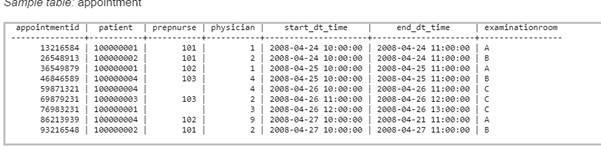 Sample table: appointment
appointmentid | patient | prepnurse | physician | start_dt_time | end_dt_time | examinationroom
13216584 | 100000001 | 101 | 1 | 2008-04-24 10:00:00 | 2008-04-24 11:00:00 | A
26548913 | 100000002 | 101 | 2 | 2008-04-24 10:00:00 | 2008-04-24 11:00:00 | B
36549879 | 100000001 | 102 | 1 | 2008-04-25 10:00:00 | 2008-04-25 11:00:00 | A
46846589 | 100000004 | 103 | 4 | 2008-04-25 10:00:00 | 2008-04-25 11:00:00 | B
59871321 | 100000004 | | 4 | 2008-04-26 10:00:00 | 2008-04-26 11:00:00 | C
69879231 | 100000003 | 103 | 2 | 2008-04-26 11:00:00 | 2008-04-26 12:00:00 | C
76983231 | 100000001 | | 3 | 2008-04-26 12:00:00 | 2008-04-26 13:00:00 | C
86213939 | 100000004 | 102 | 9 | 2008-04-27 10:00:00 | 2008-04-21 11:00:00 | A
93216548 | 100000002 | 101 | 2 | 2008-04-27 10:00:00 | 2008-04-27 11:00:00 | B